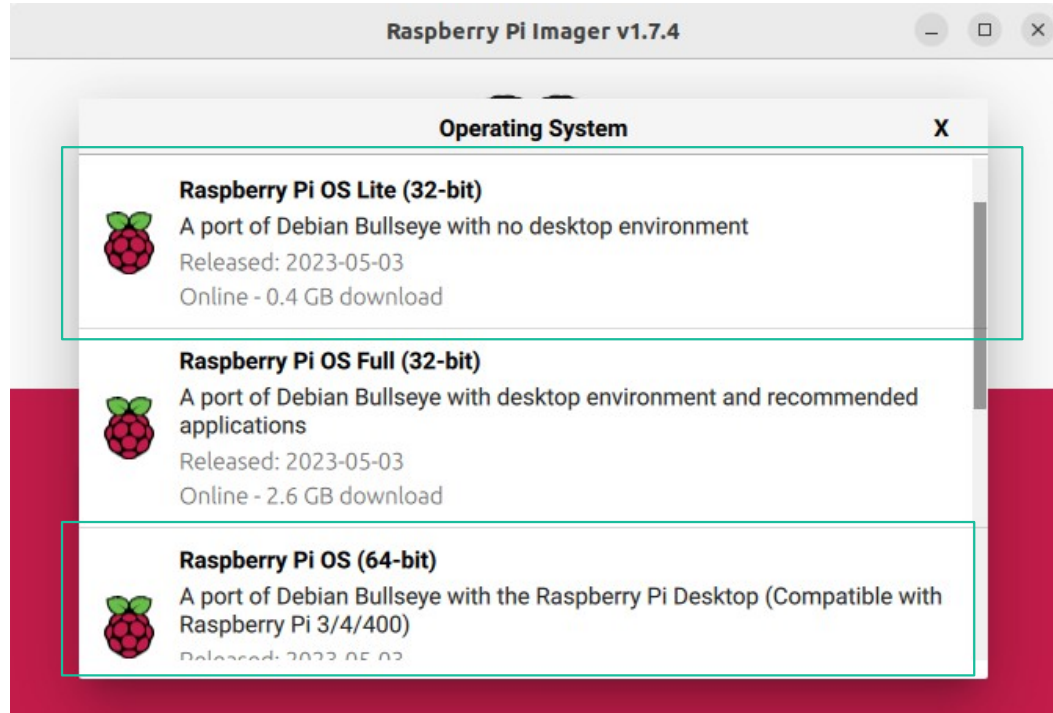 Raspberry Pi Imager v1.7.4
Operating System X
Raspberry Pi OS Lite (32-bit)
A port of Debian Bullseye with no desktop environment
Released: 2023-05-03
Online - 0.4 GB download
Raspberry Pi OS Full (32-bit)
A port of Debian Bullseye with desktop environment and recommended
applications
Released: 2023-05-03
Online - 2.6 GB download
Raspberry Pi OS (64-bit)
A port of Debian Bullseye with the Raspberry Pi Desktop (Compatible with
Raspberry Pi 3/4/400)
Released: 2023-05-03